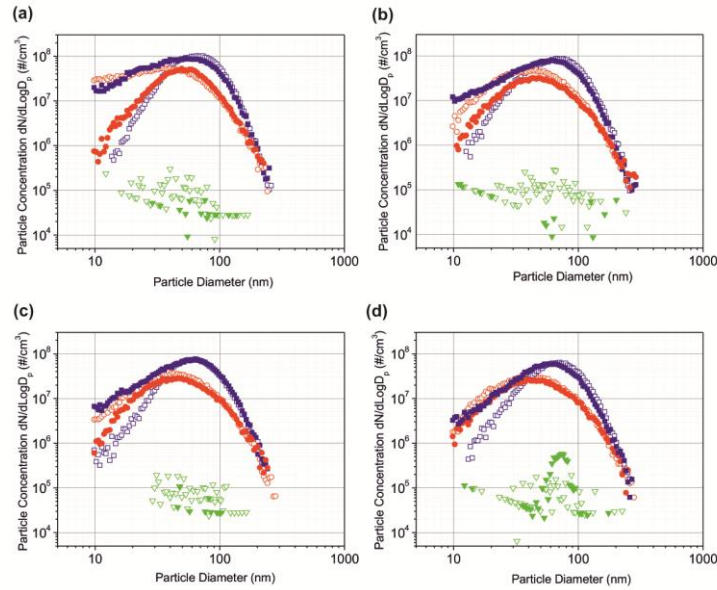 (a)
Particle Concentration dN/dLogDₚ (#/cm³)
10⁸
10⁷
10⁶
10⁵
10⁴
10 100 1000
Particle Diameter (nm)
(b)
Particle Concentration dN/dLogDₚ (#/cm³)
10⁸
10⁷
10⁶
10⁵
10⁴
10 100 1000
Particle Diameter (nm)
(c)
Particle Concentration dN/dLogDₚ (#/cm³)
10⁸
10⁷
10⁶
10⁵
10⁴
10 100 1000
Particle Diameter (nm)
(d)
Particle Concentration dN/dLogDₚ (#/cm³)
10⁸
10⁷
10⁶
10⁵
10⁴
10 100 1000
Particle Diameter (nm)